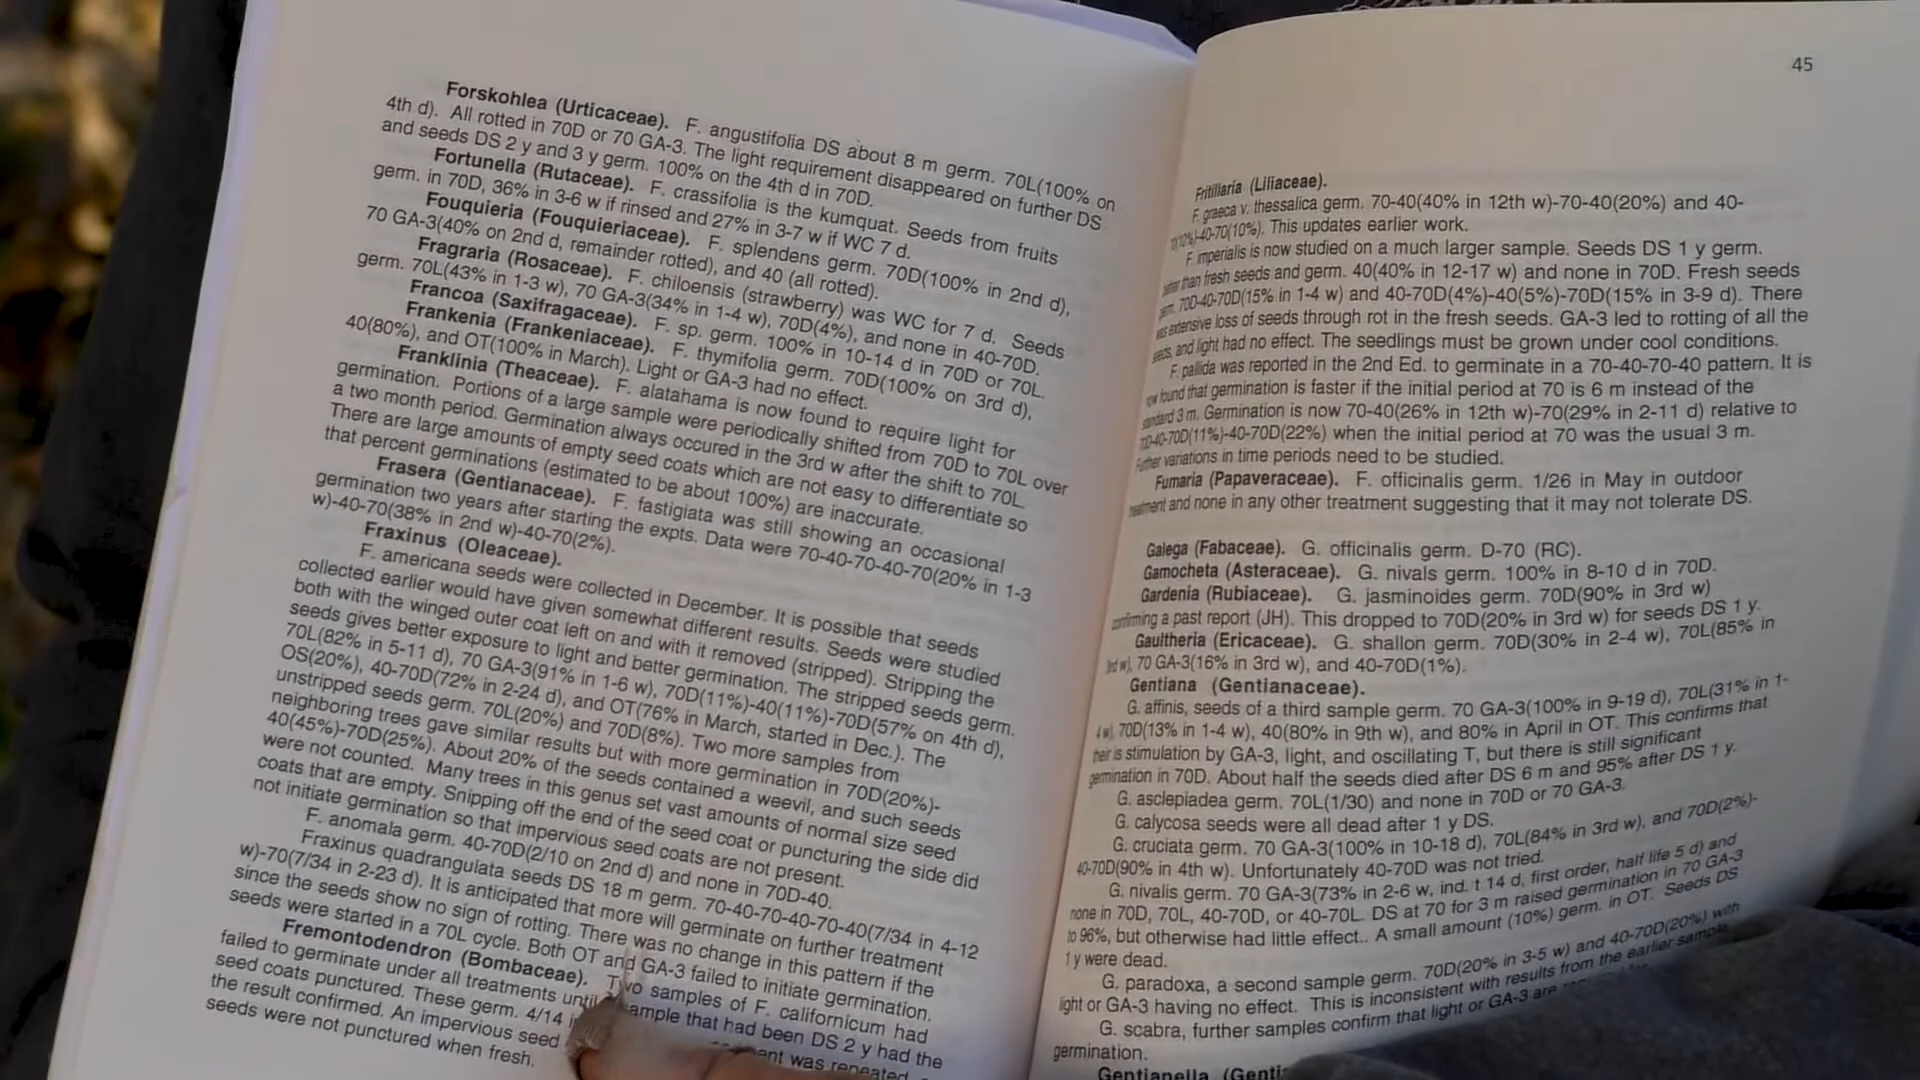 Forskohlea (Urticaceae). F. angustifolia DS about 8 m germ. 70L(100% on
4th d). All rotted in 70D or 70 GA-3. The light requirement disappeared on further DS
and seeds DS 2 y and 3 y germ. 100% on the 4th d in 70D.
Fortunella (Rutaceae). F. crassifolia is the kumquat. Seeds from fruits
germ. in 70D, 36% in 3-6 w if rinsed and 27% in 3-7 w if WC 7 d.
Fouquieria (Fouquieriaceae). F. splendens germ. 70D(100% in 2nd d),
70 GA-3(40% on 2nd d, remainder rotted), and 40 (all rotted).
Fragraria (Rosaceae). F. chiloensis (strawberry) was WC for 7 d. Seeds
germ. 70L(43% in 1-3 w), 70 GA-3(34% in 1-4 w), 70D(4%), and none in 40-70D.
Francoa (Saxifragaceae). F. sp. germ. 100% in 10-14 d in 70D or 70L.
Frankenia (Frankeniaceae). F. thymifolia germ. 70D(100% on 3rd d),
40(80%), and OT(100% in March). Light or GA-3 had no effect.
Franklinia (Theaceae). F. alatahama is now found to require light for
germination. Portions of a large sample were periodically shifted from 70D to 70L over
a two month period. Germination always occured in the 3rd w after the shift to 70L.
There are large amounts of empty seed coats which are not easy to differentiate so
that percent germinations (estimated to be about 100%) are inaccurate.
Frasera (Gentianaceae). F. fastigiata was still showing an occasional
germination two years after starting the expts. Data were 70-40-70-40-70(20% in 1-3
w)-40-70(38% in 2nd w)-40-70(2%).
Fraxinus (Oleaceae).
F. americana seeds were collected in December. It is possible that seeds
collected earlier would have given somewhat different results. Seeds were studied
both with the winged outer coat left on and with it removed (stripped). Stripping the
seeds gives better exposure to light and better germination. The stripped seeds germ.
70L(82% in 5-11 d), 70 GA-3(91% in 1-6 w), 70D(11%)-40(11%)-70D(57% on 4th d),
OS(20%), 40-70D(72% in 2-24 d), and OT(76% in March, started in Dec.). The
unstripped seeds germ. 70L(20%) and 70D(8%). Two more samples from
neighboring trees gave similar results but with more germination in 70D(20%)-
40(45%)-70D(25%). About 20% of the seeds contained a weevil, and such seeds
were not counted. Many trees in this genus set vast amounts of normal size seed
coats that are empty. Snipping off the end of the seed coat or puncturing the side did
not initiate germination so that impervious seed coats are not present.
F. anomala germ. 40-70D(2/10 on 2nd d) and none in 70D-40.
Fraxinus quadrangulata seeds DS 18 m germ. 70-40-70-40-70-40(7/34 in 4-12
w)-70(7/34 in 2-23 d). It is anticipated that more will germinate on further treatment
since the seeds show no sign of rotting. There was no change in this pattern if the
seeds were started in a 70L cycle. Both OT and GA-3 failed to initiate germination.
Fremontodendron (Bombaceae). Two samples of F. californicum had
failed to germinate under all treatments until ample that had been DS 2 y had the
seed coats punctured. These germ. 4/14 was repeated
the result confirmed. An impervious seed
seeds were not punctured when fresh.
45
Fritillaria (Liliaceae).
F. graeca v. thessalica germ. 70-40(40% in 12th w)-70-40(20%) and 40-
70(10%)-40-70(10%). This updates earlier work.
F. imperialis is now studied on a much larger sample. Seeds DS 1 y germ.
better than fresh seeds and germ. 40(40% in 12-17 w) and none in 70D. Fresh seeds
germ. 70D-40-70D(15% in 1-4 w) and 40-70D(4%)-40(5%)-70D(15% in 3-9 d). There
was extensive loss of seeds through rot in the fresh seeds. GA-3 led to rotting of all the
seeds, and light had no effect. The seedlings must be grown under cool conditions.
F. pallida was reported in the 2nd Ed. to germinate in a 70-40-70-40 pattern. It is
now found that germination is faster if the initial period at 70 is 6 m instead of the
standard 3 m. Germination is now 70-40(26% in 12th w)-70(29% in 2-11 d) relative to
70-40-70D(11%)-40-70D(22%) when the initial period at 70 was the usual 3 m.
Further variations in time periods need to be studied.
Fumaria (Papaveraceae). F. officinalis germ. 1/26 in May in outdoor
treatment and none in any other treatment suggesting that it may not tolerate DS.
Galega (Fabaceae). G. officinalis germ. D-70 (RC).
Gamocheta (Asteraceae). G. nivals germ. 100% in 8-10 d in 70D.
Gardenia (Rubiaceae). G. jasminoides germ. 70D(90% in 3rd w)
confirming a past report (JH). This dropped to 70D(20% in 3rd w) for seeds DS 1 y.
Gaultheria (Ericaceae). G. shallon germ. 70D(30% in 2-4 w), 70L(85% in
3rd w), 70 GA-3(16% in 3rd w), and 40-70D(1%).
Gentiana (Gentianaceae).
G. affinis, seeds of a third sample germ. 70 GA-3(100% in 9-19 d), 70L(31% in 1-
4 w), 70D(13% in 1-4 w), 40(80% in 9th w), and 80% in April in OT. This confirms that
their is stimulation by GA-3, light, and oscillating T, but there is still significant
germination in 70D. About half the seeds died after DS 6 m and 95% after DS 1 y.
G. asclepiadea germ. 70L(1/30) and none in 70D or 70 GA-3.
G. calycosa seeds were all dead after 1 y DS.
G. cruciata germ. 70 GA-3(100% in 10-18 d), 70L(84% in 3rd w), and 70D(2%)-
40-70D(90% in 4th w). Unfortunately 40-70D was not tried.
G. nivalis germ. 70 GA-3(73% in 2-6 w, ind. t 14 d, first order, half life 5 d) and
none in 70D, 70L, 40-70D, or 40-70L. DS at 70 for 3 m raised germination in 70 GA-3
to 96%, but otherwise had little effect.. A small amount (10%) germ. in OT. Seeds DS
1 y were dead.
G. paradoxa, a second sample germ. 70D(20% in 3-5 w) and 40-70D(20%) with
light or GA-3 having no effect. This is inconsistent with results from the earlier sample
G. scabra, further samples confirm that light or GA-3 are
germination.
Gentianella